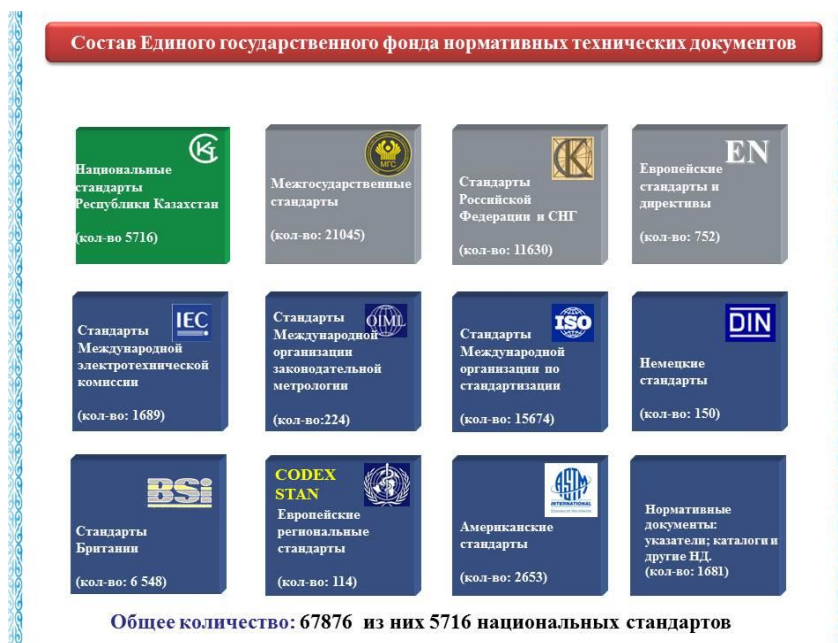 Состав Единого государственного фонда нормативных технических документов
Национальные
стандарты
Республики Казахстан
(кол-во 5716)
МГС
Межгосударственные
стандарты
(кол-во: 21045)
Стандарты
Российской
Федерации и СНГ
(кол-во: 11630)
EN
Европейские
стандарты и
директивы
(кол-во: 752)
IEC
Стандарты
Международной
электротехнической
комиссии
(кол-во: 1689)
OIML
Стандарты
Международной
организации
законодательной
метрологии
(кол-во:224)
ISO
Стандарты
Международной
организации по
стандартизации
(кол-во: 15674)
DIN
Немецкие
стандарты
(кол-во: 150)
BSi
Стандарты
Британии
(кол-во: 6 548)
CODEX
STAN
Европейские
региональные
стандарты
(кол-во: 114)
ASTM
INTERNATIONAL
Американские
стандарты
(кол-во: 2653)
Нормативные
документы:
указатели; каталоги и
другие НД.
(кол-во: 1681)
Общее количество: 67876 из них 5716 национальных стандартов